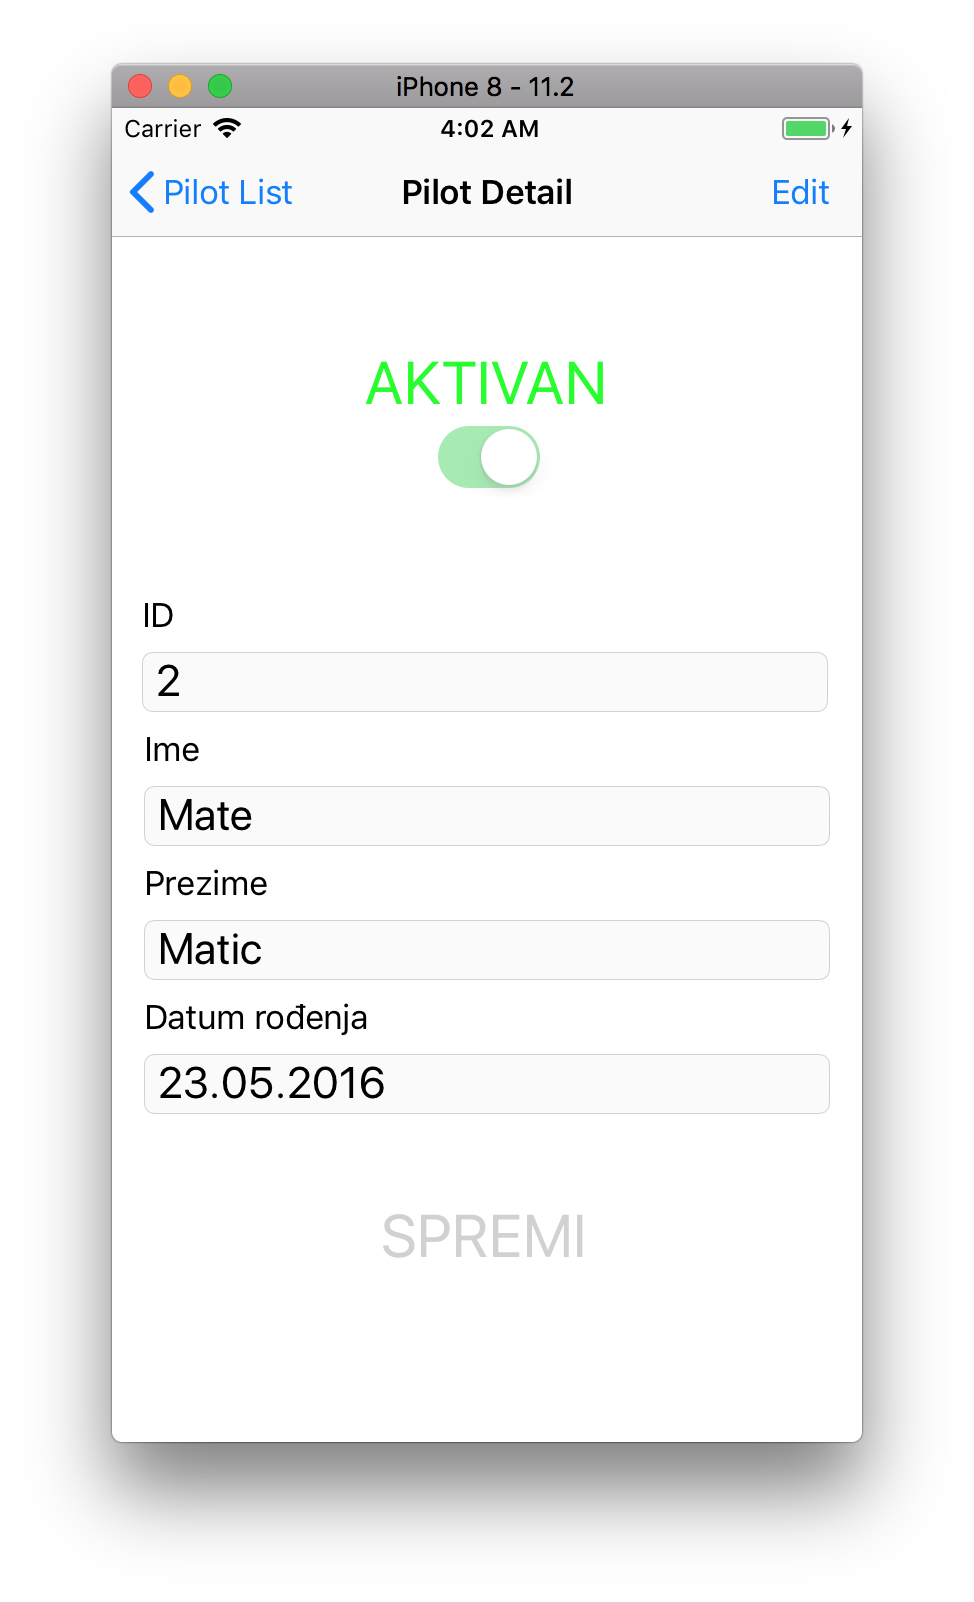 iPhone 8 - 11.2
Carrier 4:02 AM
Pilot List Pilot Detail Edit
AKTIVAN
ID
2
Ime
Mate
Prezime
Matic
Datum rođenja
23.05.2016
SPREMI